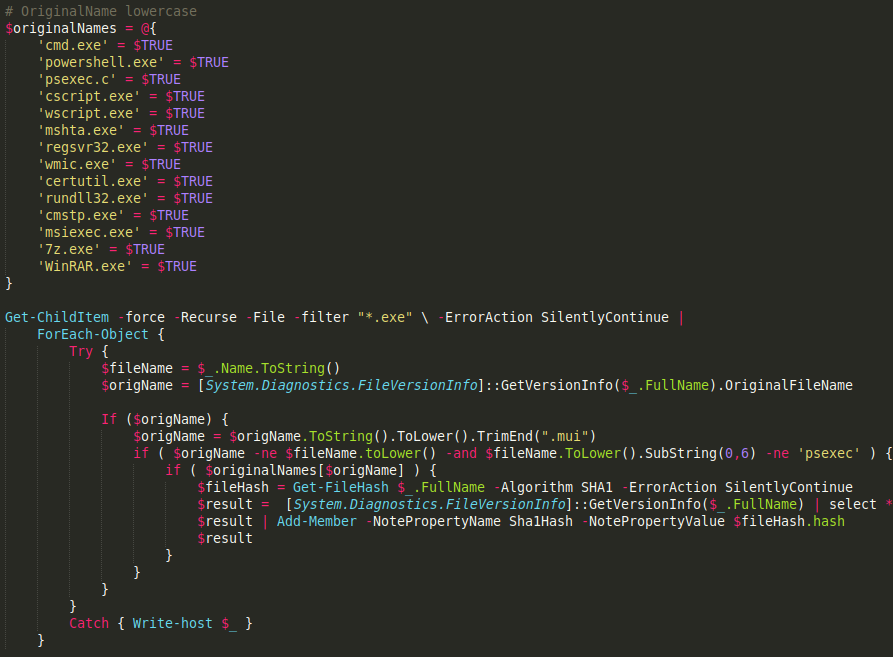 # OriginalName lowercase
$originalNames = @{
    'cmd.exe' = $TRUE
    'powershell.exe' = $TRUE
    'psexec.c' = $TRUE
    'cscript.exe' = $TRUE
    'wscript.exe' = $TRUE
    'mshta.exe' = $TRUE
    'regsvr32.exe' = $TRUE
    'wmic.exe' = $TRUE
    'certutil.exe' = $TRUE
    'rundll32.exe' = $TRUE
    'cmstp.exe' = $TRUE
    'msiexec.exe' = $TRUE
    '7z.exe' = $TRUE
    'WinRAR.exe' = $TRUE
}

Get-ChildItem -force -Recurse -File -filter "*.exe" \ -ErrorAction SilentlyContinue |
    ForEach-Object {
        Try {
            $fileName = $_.Name.ToString()
            $origName = [System.Diagnostics.FileVersionInfo]::GetVersionInfo($_.FullName).OriginalFileName

            If ($origName) {
                $origName = $origName.ToString().ToLower().TrimEnd(".mui")
                if ( $origName -ne $fileName.toLower() -and $fileName.ToLower().SubString(0,6) -ne 'psexec' ) {
                    if ( $originalNames[$origName] ) {
                        $fileHash = Get-FileHash $_.FullName -Algorithm SHA1 -ErrorAction SilentlyContinue
                        $result =  [System.Diagnostics.FileVersionInfo]::GetVersionInfo($_.FullName) | select *
                        $result | Add-Member -NotePropertyName Sha1Hash -NotePropertyValue $fileHash.hash
                        $result
                    }
                }
            }
        }
        Catch { Write-host $_ }
    }